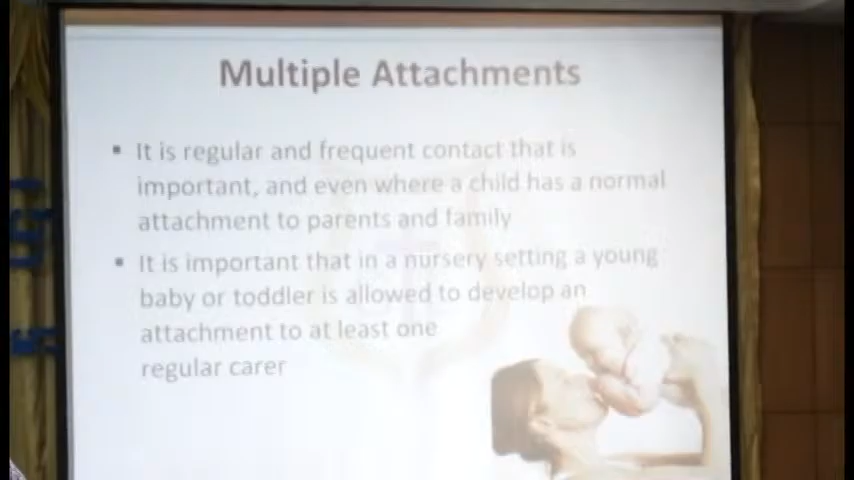 Multiple Attachments
▪ It is regular and frequent contact that is
important, and even where a child has a normal
attachment to parents and family
▪ It is important that in a nursery setting a young
baby or toddler is allowed to develop an
attachment to at least one
regular carer